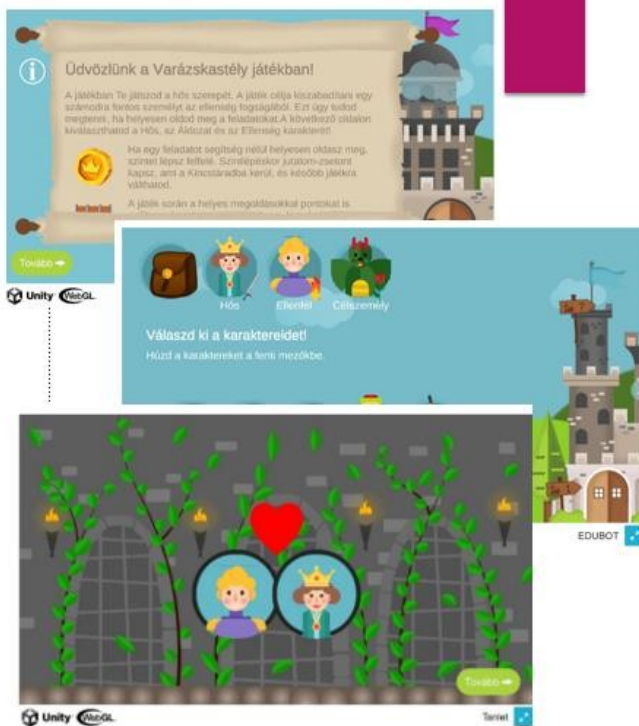 Üdvözlünk a Varázskastély játékban!
A játékban Te játszod a hős szerepét. A játék célja kiszabadítani egy
számodra fontos személyt az ellenség fogságából. Ezt úgy tudod
megtenni, ha helyesen oldod meg a feladatokat.A következő oldalon
kiválaszthatod a Hős, az Áldozat és az Ellenség karakterét!
Ha egy feladatot segítség nélül helyesen oldasz meg,
szintet lépsz felfelé. Szintlépéskor jutalom-zsetont
kapsz, ami a Kincstáradba kerül, és később játékra
válthatod.
A játék során a helyes megoldásokkal pontokat is
Tovább
Unity WebGL
Hős Ellenfél Célszemély
Válaszd ki a karaktereidet!
Húzd a karaktereket a fenti mezőkbe.
EDUBOT
Tovább
Unity WebGL